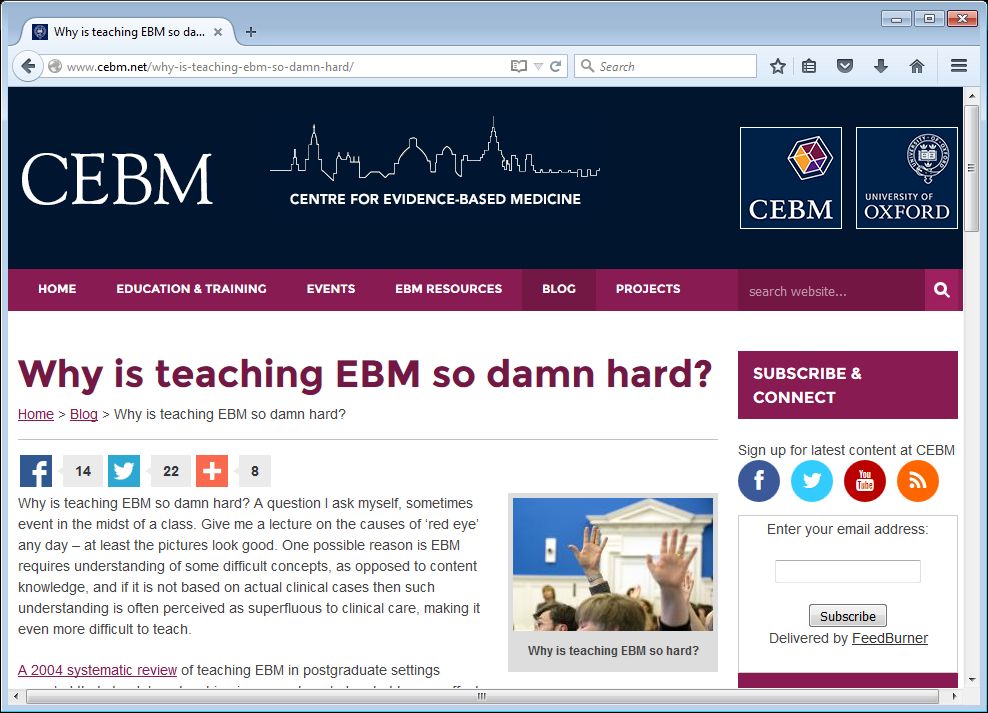 Why is teaching EBM so da...
www.cebm.net/why-is-teaching-ebm-so-damn-hard/
Search
CEBM
CENTRE FOR EVIDENCE-BASED MEDICINE
CEBM
UNIVERSITY OF
OXFORD
HOME EDUCATION & TRAINING EVENTS EBM RESOURCES BLOG PROJECTS search website...
Why is teaching EBM so damn hard?
Home > Blog > Why is teaching EBM so damn hard?
14 22 8
Why is teaching EBM so damn hard? A question I ask myself, sometimes
event in the midst of a class. Give me a lecture on the causes of ‘red eye’
any day – at least the pictures look good. One possible reason is EBM
requires understanding of some difficult concepts, as opposed to content
knowledge, and if it is not based on actual clinical cases then such
understanding is often perceived as superfluous to clinical care, making it
even more difficult to teach.
A 2004 systematic review of teaching EBM in postgraduate settings
Why is teaching EBM so hard?
SUBSCRIBE &
CONNECT
Sign up for latest content at CEBM
You
Tube
Enter your email address:
Subscribe
Delivered by FeedBurner